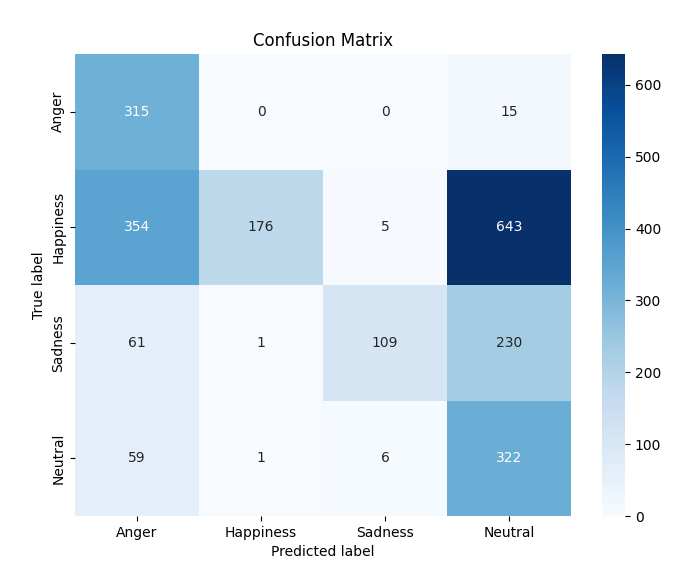 Confusion Matrix
True label
Anger
315 0 0 15
Happiness
354 176 5 643
Sadness
61 1 109 230
Neutral
59 1 6 322
Anger Happiness Sadness Neutral
Predicted label
600
500
400
300
200
100
0